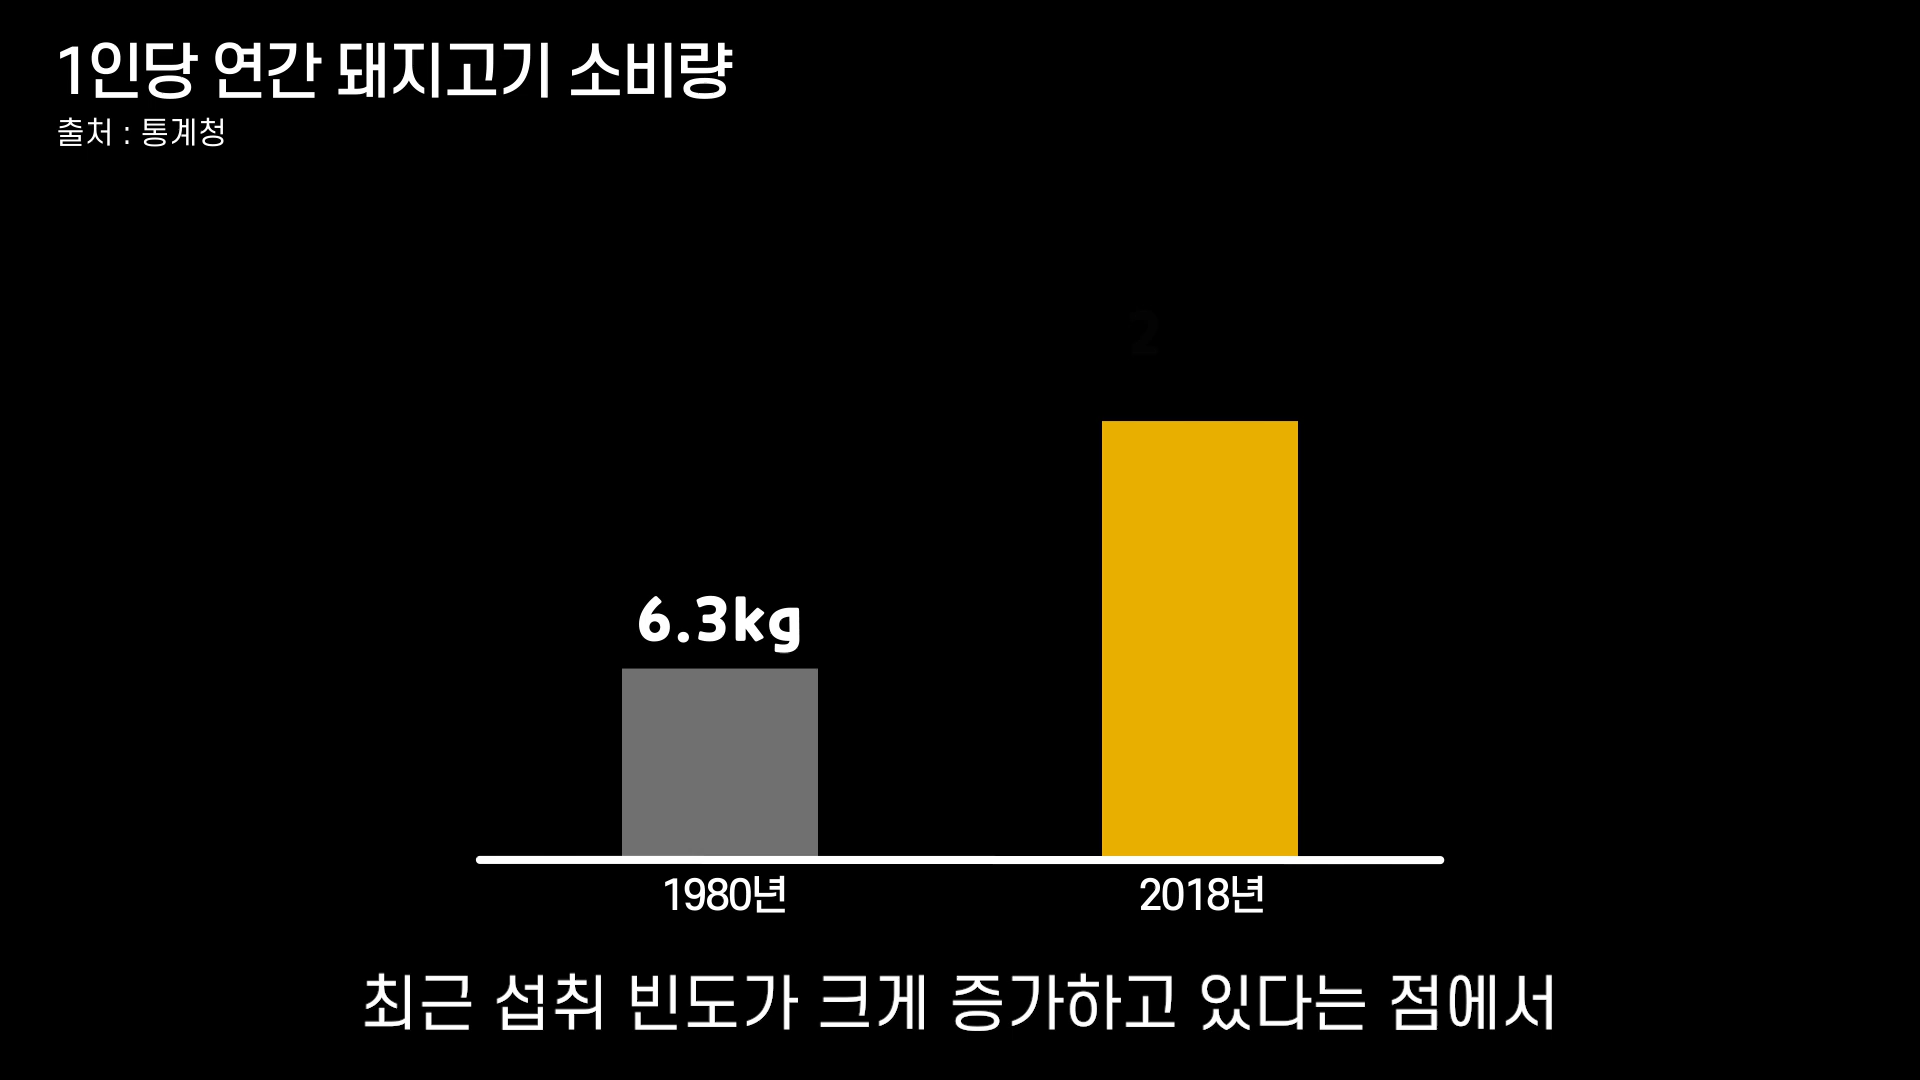 1인당 연간 돼지고기 소비량
출처 : 통계청
2
6.3kg
1980년
2018년
최근 섭취 빈도가 크게 증가하고 있다는 점에서